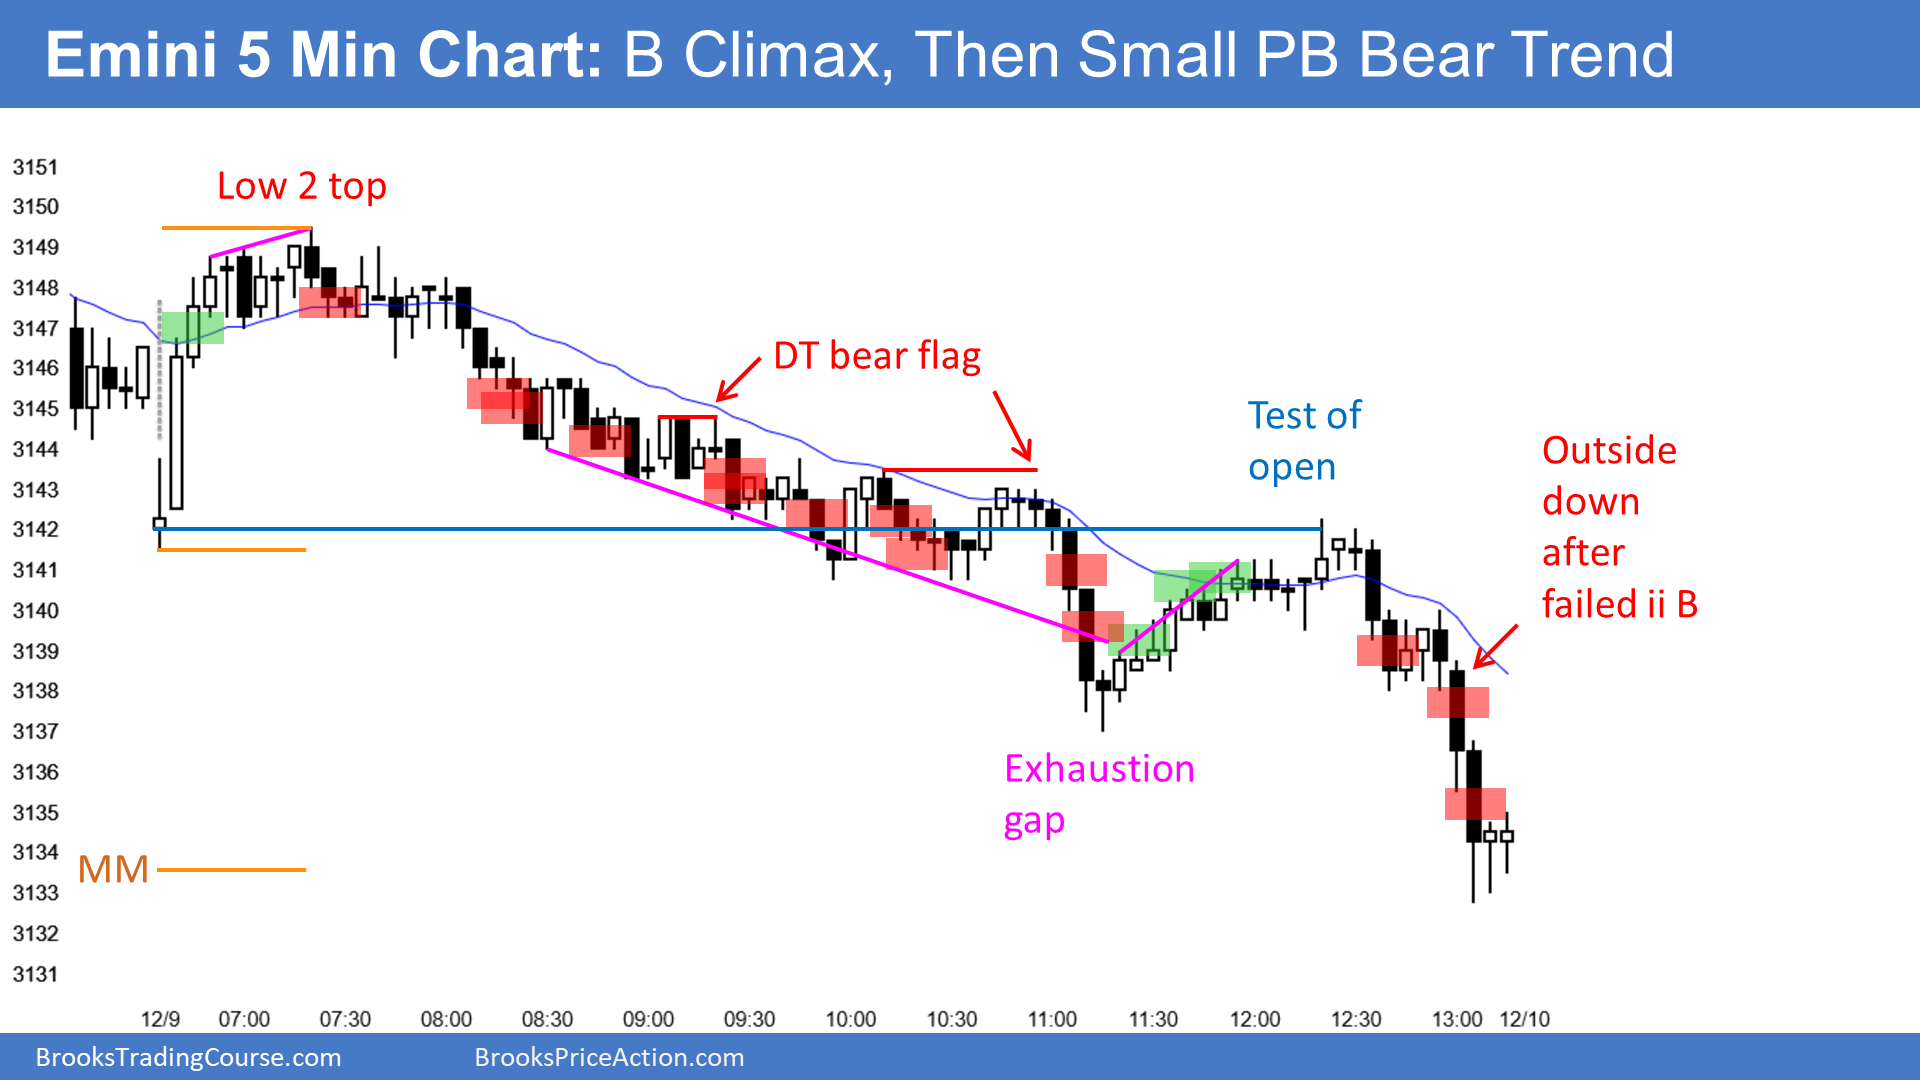 Emini 5 Min Chart: B Climax, Then Small PB Bear Trend
3151
3150
3149
3148
3147
3146
3145
3144
3143
3142
3141
3140
3139
3138
3137
3136
3135
3134
3133
3132
3131
Low 2 top
DT bear flag
Test of
open
Outside
down
after
failed ii B
Exhaustion
gap
MM
12/9 07:00 07:30 08:00 08:30 09:00 09:30 10:00 10:30 11:00 11:30 12:00 12:30 13:00 12/10
BrooksTradingCourse.com BrooksPriceAction.com